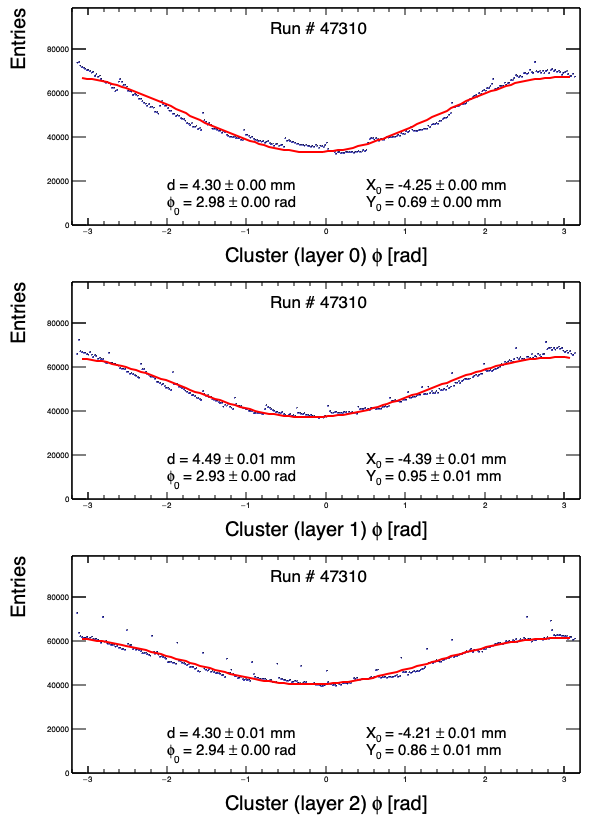 Run # 47310
Entries
80000
60000
40000
20000
0
d = 4.30 ± 0.00 mm X₀ = -4.25 ± 0.00 mm
ϕ₀ = 2.98 ± 0.00 rad Y₀ = 0.69 ± 0.00 mm
−3 −2 −1 0 1 2 3
Cluster (layer 0) ϕ [rad]
Run # 47310
Entries
80000
60000
40000
20000
0
d = 4.49 ± 0.01 mm X₀ = -4.39 ± 0.01 mm
ϕ₀ = 2.93 ± 0.00 rad Y₀ = 0.95 ± 0.01 mm
−3 −2 −1 0 1 2 3
Cluster (layer 1) ϕ [rad]
Run # 47310
Entries
80000
60000
40000
20000
0
d = 4.30 ± 0.01 mm X₀ = -4.21 ± 0.01 mm
ϕ₀ = 2.94 ± 0.00 rad Y₀ = 0.86 ± 0.01 mm
−3 −2 −1 0 1 2 3
Cluster (layer 2) ϕ [rad]